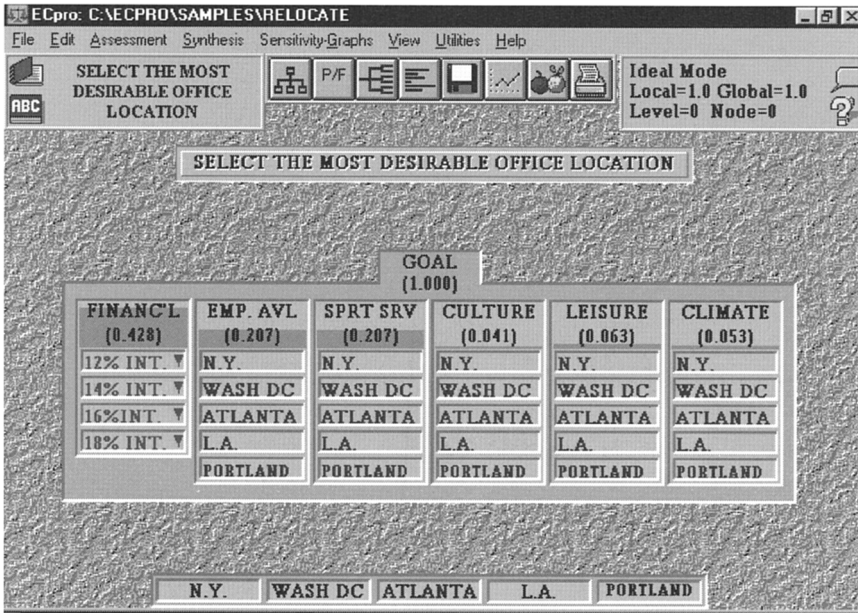 ECpro: C:\ECPRO\SAMPLES\RELOCATE
File Edit Assessment Synthesis Sensitivity-Graphs View Utilities Help
SELECT THE MOST
DESIRABLE OFFICE
LOCATION
ABC
P/F
Ideal Mode
Local=1.0 Global=1.0
Level=0 Node=0
SELECT THE MOST DESIRABLE OFFICE LOCATION
GOAL
(1.000)
FINANC'L EMP. AVL SPRT SRV CULTURE LEISURE CLIMATE
(0.428) (0.207) (0.207) (0.041) (0.063) (0.053)
12% INT. N.Y. N.Y. N.Y. N.Y. N.Y.
14% INT. WASH DC WASH DC WASH DC WASH DC WASH DC
16%INT. ATLANTA ATLANTA ATLANTA ATLANTA ATLANTA
18% INT. L.A. L.A. L.A. L.A. L.A.
PORTLAND PORTLAND PORTLAND PORTLAND PORTLAND
N.Y. WASH DC ATLANTA L.A. PORTLAND